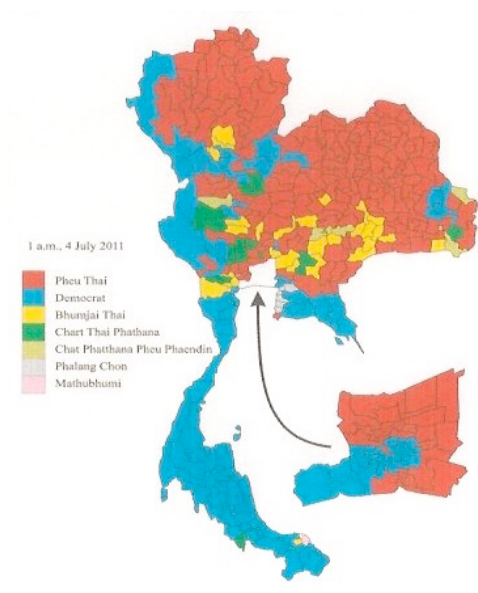 1 a.m., 4 July 2011
Pheu Thai
Democrat
Bhumjai Thai
Chart Thai Phathana
Chat Phatthana Pheu Phaendin
Phalang Chon
Mathubhumi